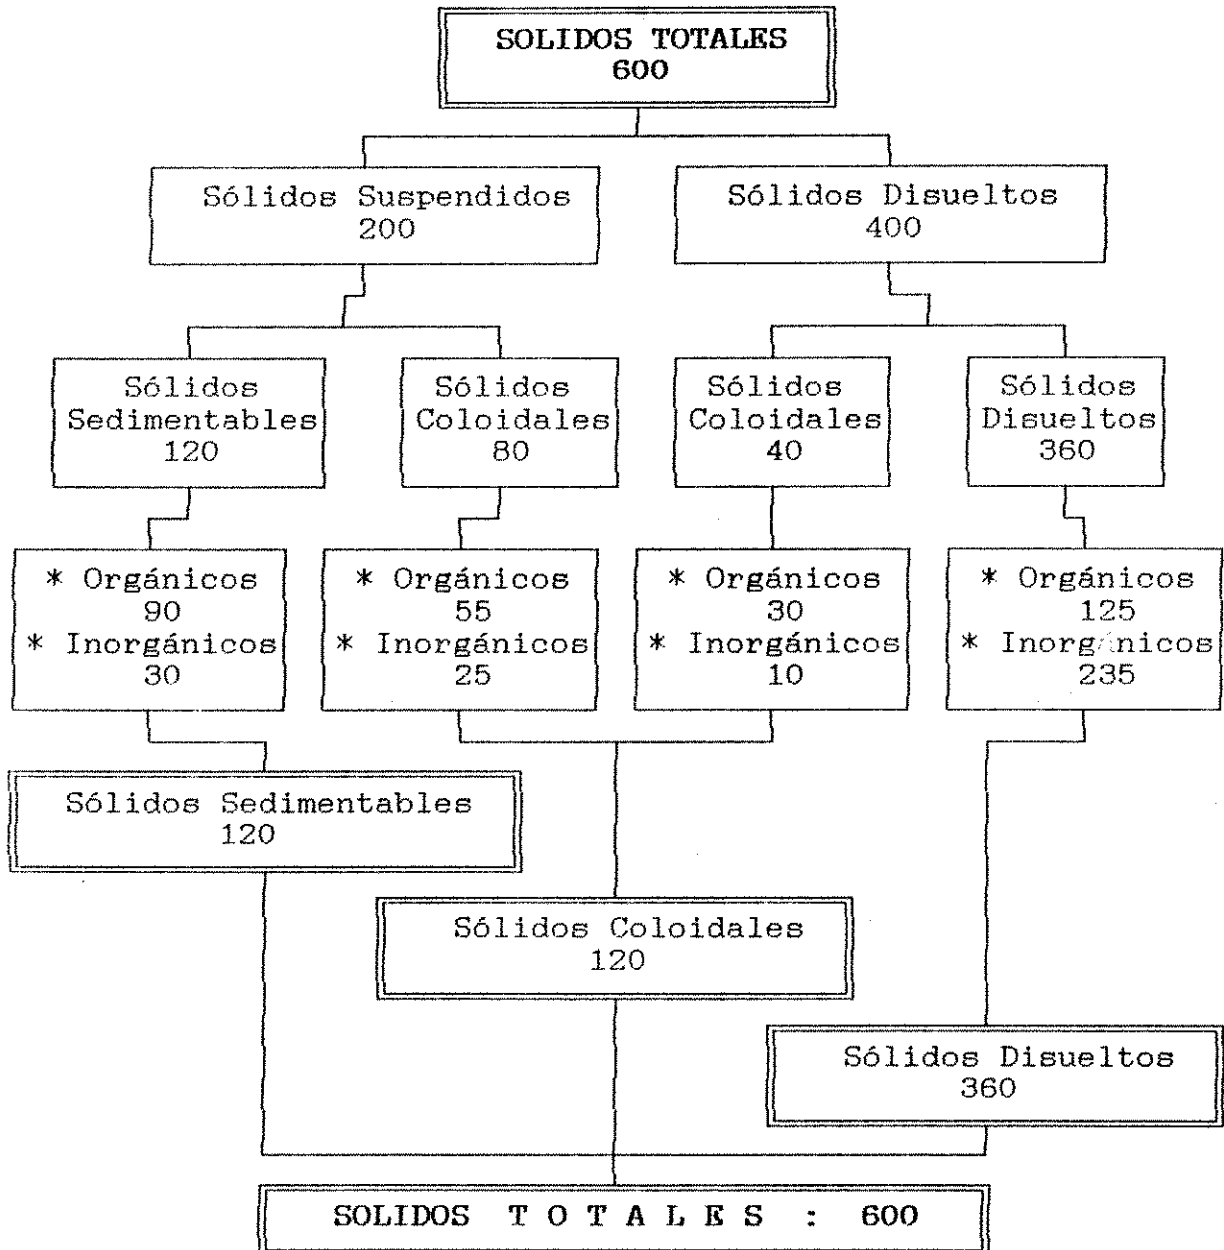 SOLIDOS TOTALES
600
Sólidos Suspendidos
200
Sólidos Disueltos
400
Sólidos
Sedimentables
120
Sólidos
Coloidales
80
Sólidos
Coloidales
40
Sólidos
Disueltos
360
* Orgánicos
90
* Inorgánicos
30
* Orgánicos
55
* Inorgánicos
25
* Orgánicos
30
* Inorgánicos
10
* Orgánicos
125
* Inorgánicos
235
Sólidos Sedimentables
120
Sólidos Coloidales
120
Sólidos Disueltos
360
SOLIDOS T O T A L E S : 600